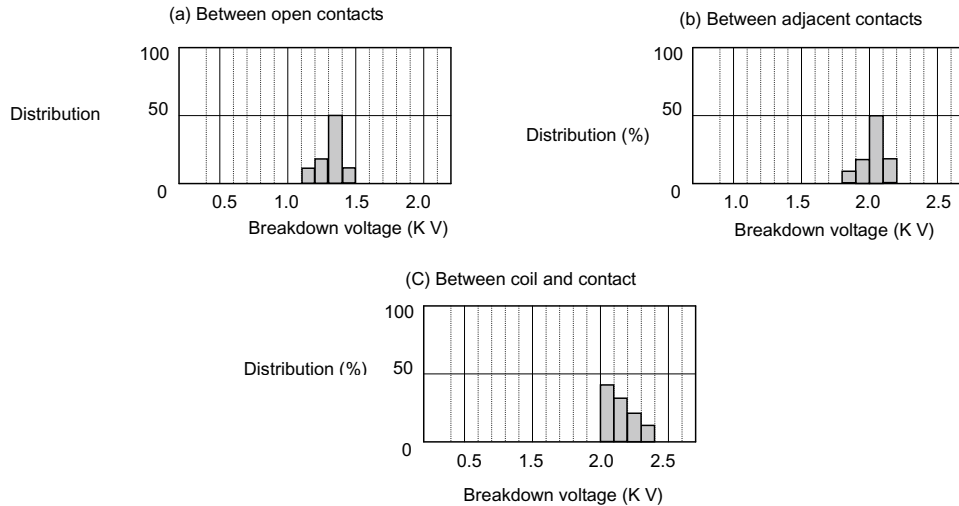 (a) Between open contacts
100
50
0
Distribution
0.5 1.0 1.5 2.0
Breakdown voltage (K V)
(b) Between adjacent contacts
100
50
0
Distribution (%)
1.0 1.5 2.0 2.5
Breakdown voltage (K V)
(C) Between coil and contact
100
50
0
Distribution (%)
0.5 1.0 1.5 2.0 2.5
Breakdown voltage (K V)